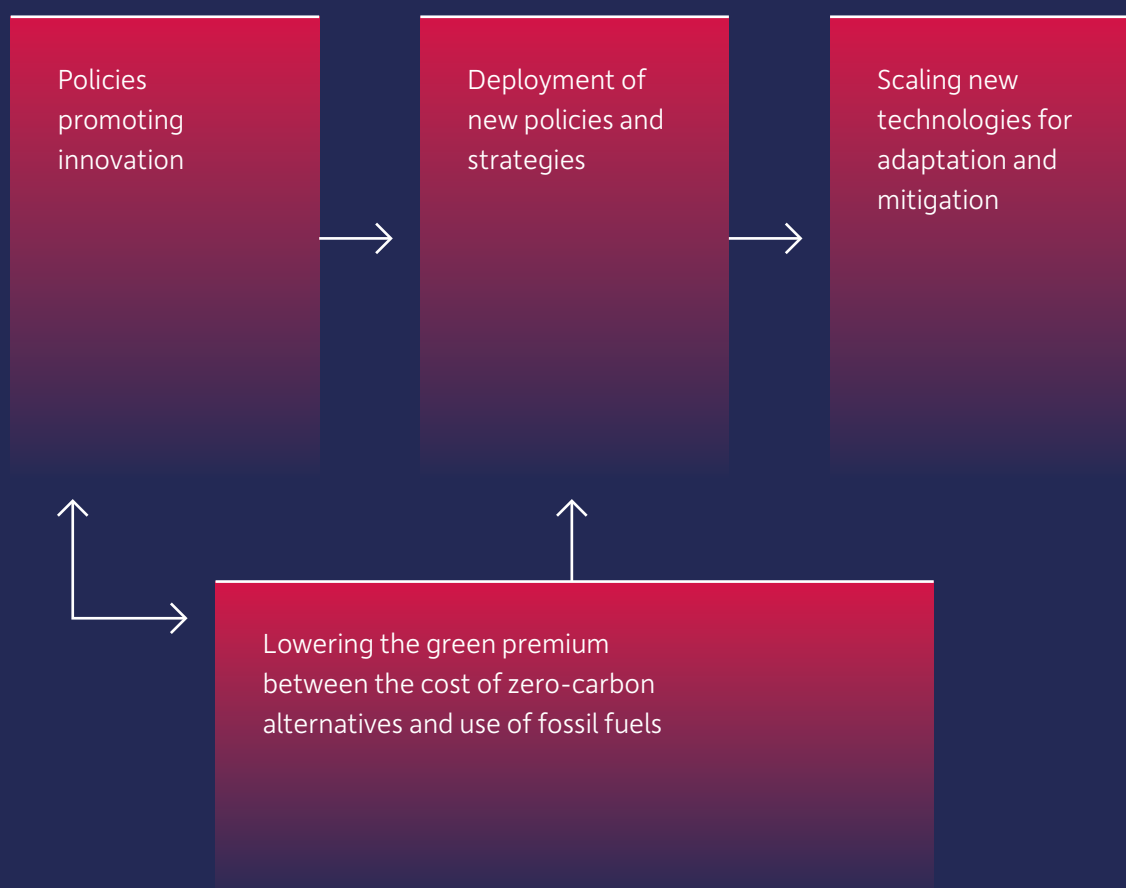 Policies
promoting
innovation
Deployment of
new policies and
strategies
Scaling new
technologies for
adaptation and
mitigation
Lowering the green premium
between the cost of zero-carbon
alternatives and use of fossil fuels